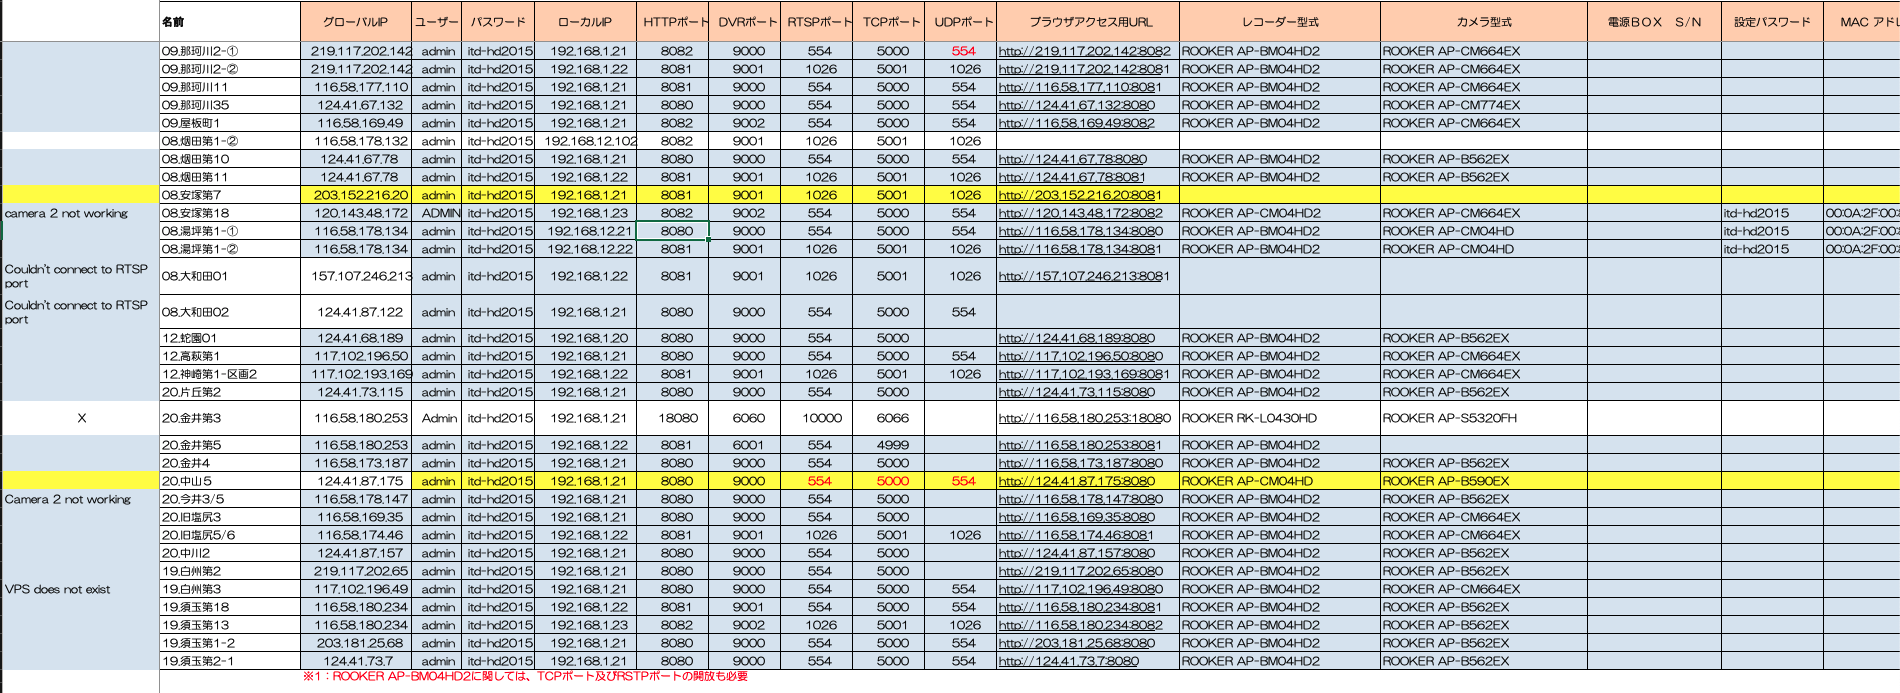 名前 グローバルIP ユーザー パスワード ローカルIP HTTPポート DVRポート RTSPポート TCPポート UDPポート ブラウザアクセス用URL レコーダー型式 カメラ型式 電源BOX S/N 設定パスワード MAC アドレ
09.那珂川2-① 219.117.202.142 admin itd-hd2015 192.168.1.21 8082 9000 554 5000 554 http://219.117.202.142:8082 ROOKER AP-BM04HD2 ROOKER AP-CM664EX
09.那珂川2-② 219.117.202.142 admin itd-hd2015 192.168.1.22 8081 9001 1026 5001 1026 http://219.117.202.142:8081 ROOKER AP-BM04HD2 ROOKER AP-CM664EX
09.那珂川11 116.58.177.110 admin itd-hd2015 192.168.1.21 8081 9000 554 5000 554 http://116.58.177.110:8081 ROOKER AP-BM04HD2 ROOKER AP-CM664EX
09.那珂川35 124.41.67.132 admin itd-hd2015 192.168.1.21 8080 9000 554 5000 554 http://124.41.67.132:8080 ROOKER AP-BM04HD2 ROOKER AP-CM774EX
09.屋板町1 116.58.169.49 admin itd-hd2015 192.168.1.21 8082 9002 554 5000 554 http://116.58.169.49:8082 ROOKER AP-BM04HD2 ROOKER AP-CM664EX
08.畑田第1-② 116.58.178.132 admin itd-hd2015 192.168.12.102 8082 9001 1026 5001 1026
08.畑田第10 124.41.67.78 admin itd-hd2015 192.168.1.21 8080 9000 554 5000 554 http://124.41.67.78:8080 ROOKER AP-BM04HD2 ROOKER AP-B562EX
08.畑田第11 124.41.67.78 admin itd-hd2015 192.168.1.22 8081 9001 1026 5001 1026 http://124.41.67.78:8081 ROOKER AP-BM04HD2 ROOKER AP-B562EX
08.安塚第7 203.152.216.20 admin itd-hd2015 192.168.1.21 8081 9001 1026 5001 1026 http://203.152.216.20:8081
camera 2 not working 08.安塚第18 120.143.48.172 ADMIN itd-hd2015 192.168.1.23 8082 9002 554 5000 554 http://120.143.48.172:8082 ROOKER AP-CM04HD2 ROOKER AP-CM664EX itd-hd2015 00:0A:2F:00:
08.湯坪第1-① 116.58.178.134 admin itd-hd2015 192.168.12.21 8080 9000 554 5000 554 http://116.58.178.134:8080 ROOKER AP-BM04HD2 ROOKER AP-CM04HD itd-hd2015 00:0A:2F:00:
08.湯坪第1-② 116.58.178.134 admin itd-hd2015 192.168.12.22 8081 9001 1026 5001 1026 http://116.58.178.134:8081 ROOKER AP-BM04HD2 ROOKER AP-CM04HD itd-hd2015 00:0A:2F:00:
Couldn't connect to RTSP
port 08.大和田01 157.107.246.213 admin itd-hd2015 192.168.1.22 8081 9001 1026 5001 1026 http://157.107.246.213:8081
Couldn't connect to RTSP
port 08.大和田02 124.41.87.122 admin itd-hd2015 192.168.1.21 8080 9000 554 5000 554
12.蛇園01 124.41.68.189 admin itd-hd2015 192.168.1.20 8080 9000 554 5000 http://124.41.68.189:8080 ROOKER AP-BM04HD2 ROOKER AP-B562EX
12.高萩第1 117.102.196.50 admin itd-hd2015 192.168.1.21 8080 9000 554 5000 554 http://117.102.196.50:8080 ROOKER AP-BM04HD2 ROOKER AP-CM664EX
12.神崎第1-区画2 117.102.193.169 admin itd-hd2015 192.168.1.22 8081 9001 1026 5001 1026 http://117.102.193.169:8081 ROOKER AP-BM04HD2 ROOKER AP-CM664EX
20.片丘第2 124.41.73.115 admin itd-hd2015 192.168.1.21 8080 9000 554 5000 http://124.41.73.115:8080 ROOKER AP-BM04HD2 ROOKER AP-B562EX
X 20.金井第3 116.58.180.253 Admin itd-hd2015 192.168.1.21 18080 6060 10000 6066 http://116.58.180.253:18080 ROOKER RK-L0430HD ROOKER AP-S5320FH
20.金井第5 116.58.180.253 admin itd-hd2015 192.168.1.22 8081 6001 554 4999 http://116.58.180.253:8081 ROOKER AP-BM04HD2
20.金井4 116.58.173.187 admin itd-hd2015 192.168.1.21 8080 9000 554 5000 http://116.58.173.187:8080 ROOKER AP-BM04HD2 ROOKER AP-B562EX
20.中山5 124.41.87.175 admin itd-hd2015 192.168.1.21 8080 9000 554 5000 554 http://124.41.87.175:8080 ROOKER AP-CM04HD ROOKER AP-B590EX
Camera 2 not working 20.今井3/5 116.58.178.147 admin itd-hd2015 192.168.1.21 8080 9000 554 5000 http://116.58.178.147:8080 ROOKER AP-BM04HD2 ROOKER AP-B562EX
20.旧塩尻3 116.58.169.35 admin itd-hd2015 192.168.1.21 8080 9000 554 5000 http://116.58.169.35:8080 ROOKER AP-BM04HD2 ROOKER AP-CM664EX
20.旧塩尻5/6 116.58.174.46 admin itd-hd2015 192.168.1.22 8081 9001 1026 5001 1026 http://116.58.174.46:8081 ROOKER AP-BM04HD2 ROOKER AP-CM664EX
20.中川2 124.41.87.157 admin itd-hd2015 192.168.1.21 8080 9000 554 5000 http://124.41.87.157:8080 ROOKER AP-BM04HD2 ROOKER AP-B562EX
19.白州第2 219.117.202.65 admin itd-hd2015 192.168.1.21 8080 9000 554 5000 http://219.117.202.65:8080 ROOKER AP-BM04HD2 ROOKER AP-B562EX
VPS does not exist 19.白州第3 117.102.196.49 admin itd-hd2015 192.168.1.21 8080 9000 554 5000 554 http://117.102.196.49:8080 ROOKER AP-BM04HD2 ROOKER AP-CM664EX
19.須玉第18 116.58.180.234 admin itd-hd2015 192.168.1.22 8081 9001 554 5000 554 http://116.58.180.234:8081 ROOKER AP-BM04HD2 ROOKER AP-B562EX
19.須玉第13 116.58.180.234 admin itd-hd2015 192.168.1.23 8082 9002 1026 5001 1026 http://116.58.180.234:8082 ROOKER AP-BM04HD2 ROOKER AP-B562EX
19.須玉第1-2 203.181.25.68 admin itd-hd2015 192.168.1.21 8080 9000 554 5000 554 http://203.181.25.68:8080 ROOKER AP-BM04HD2 ROOKER AP-B562EX
19.須玉第2-1 124.41.73.7 admin itd-hd2015 192.168.1.21 8080 9000 554 5000 554 http://124.41.73.7:8080 ROOKER AP-BM04HD2 ROOKER AP-B562EX
※1：ROOKER AP-BM04HD2に関しては、TCPポート及びRSTPポートの開放も必要